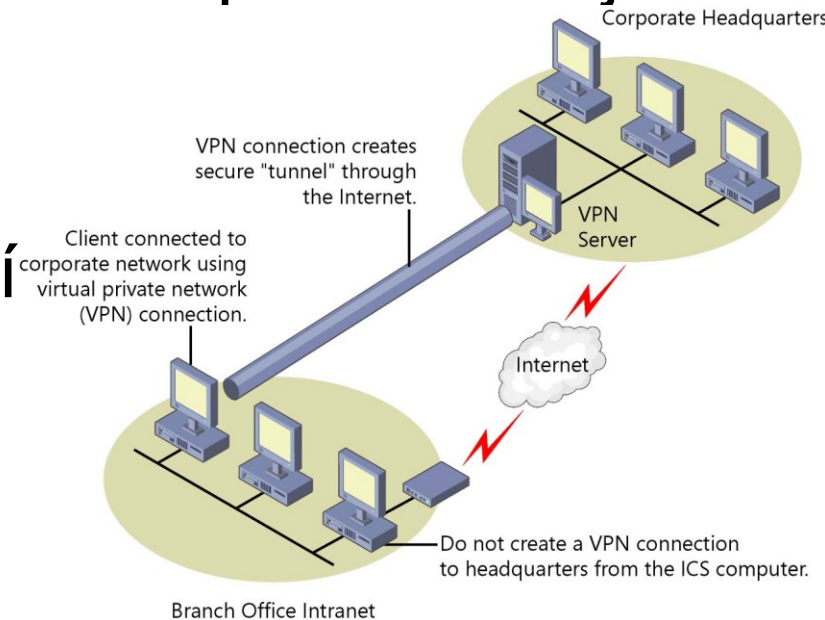 Corporate Headquarters
VPN connection creates
secure "tunnel" through
the Internet.
VPN
Server
Client connected to
corporate network using
virtual private network
(VPN) connection.
í
Internet
Do not create a VPN connection
to headquarters from the ICS computer.
Branch Office Intranet